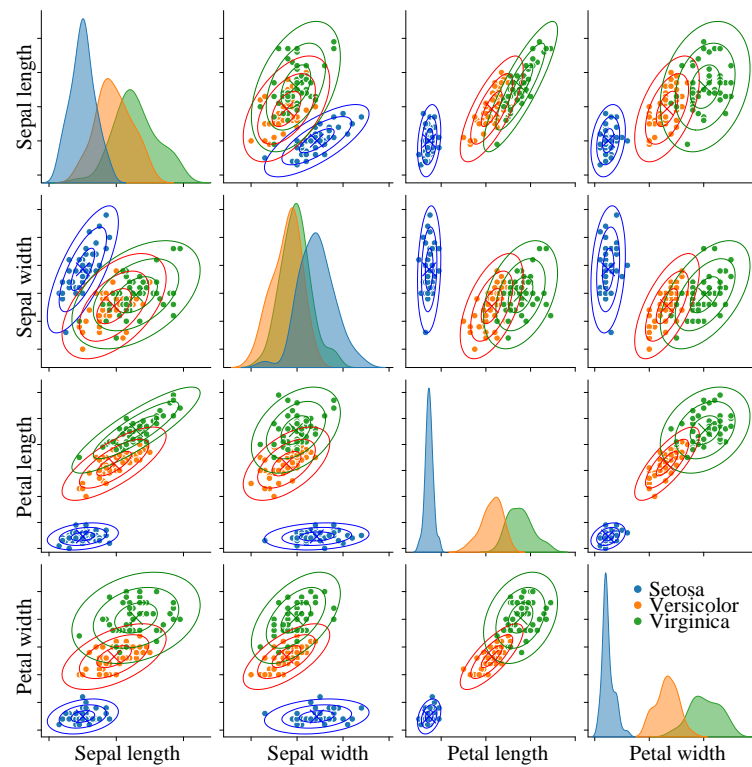 Sepal length
Sepal width
Petal length
Petal width
Setosa
Versicolor
Virginica
Sepal length
Sepal width
Petal length
Petal width